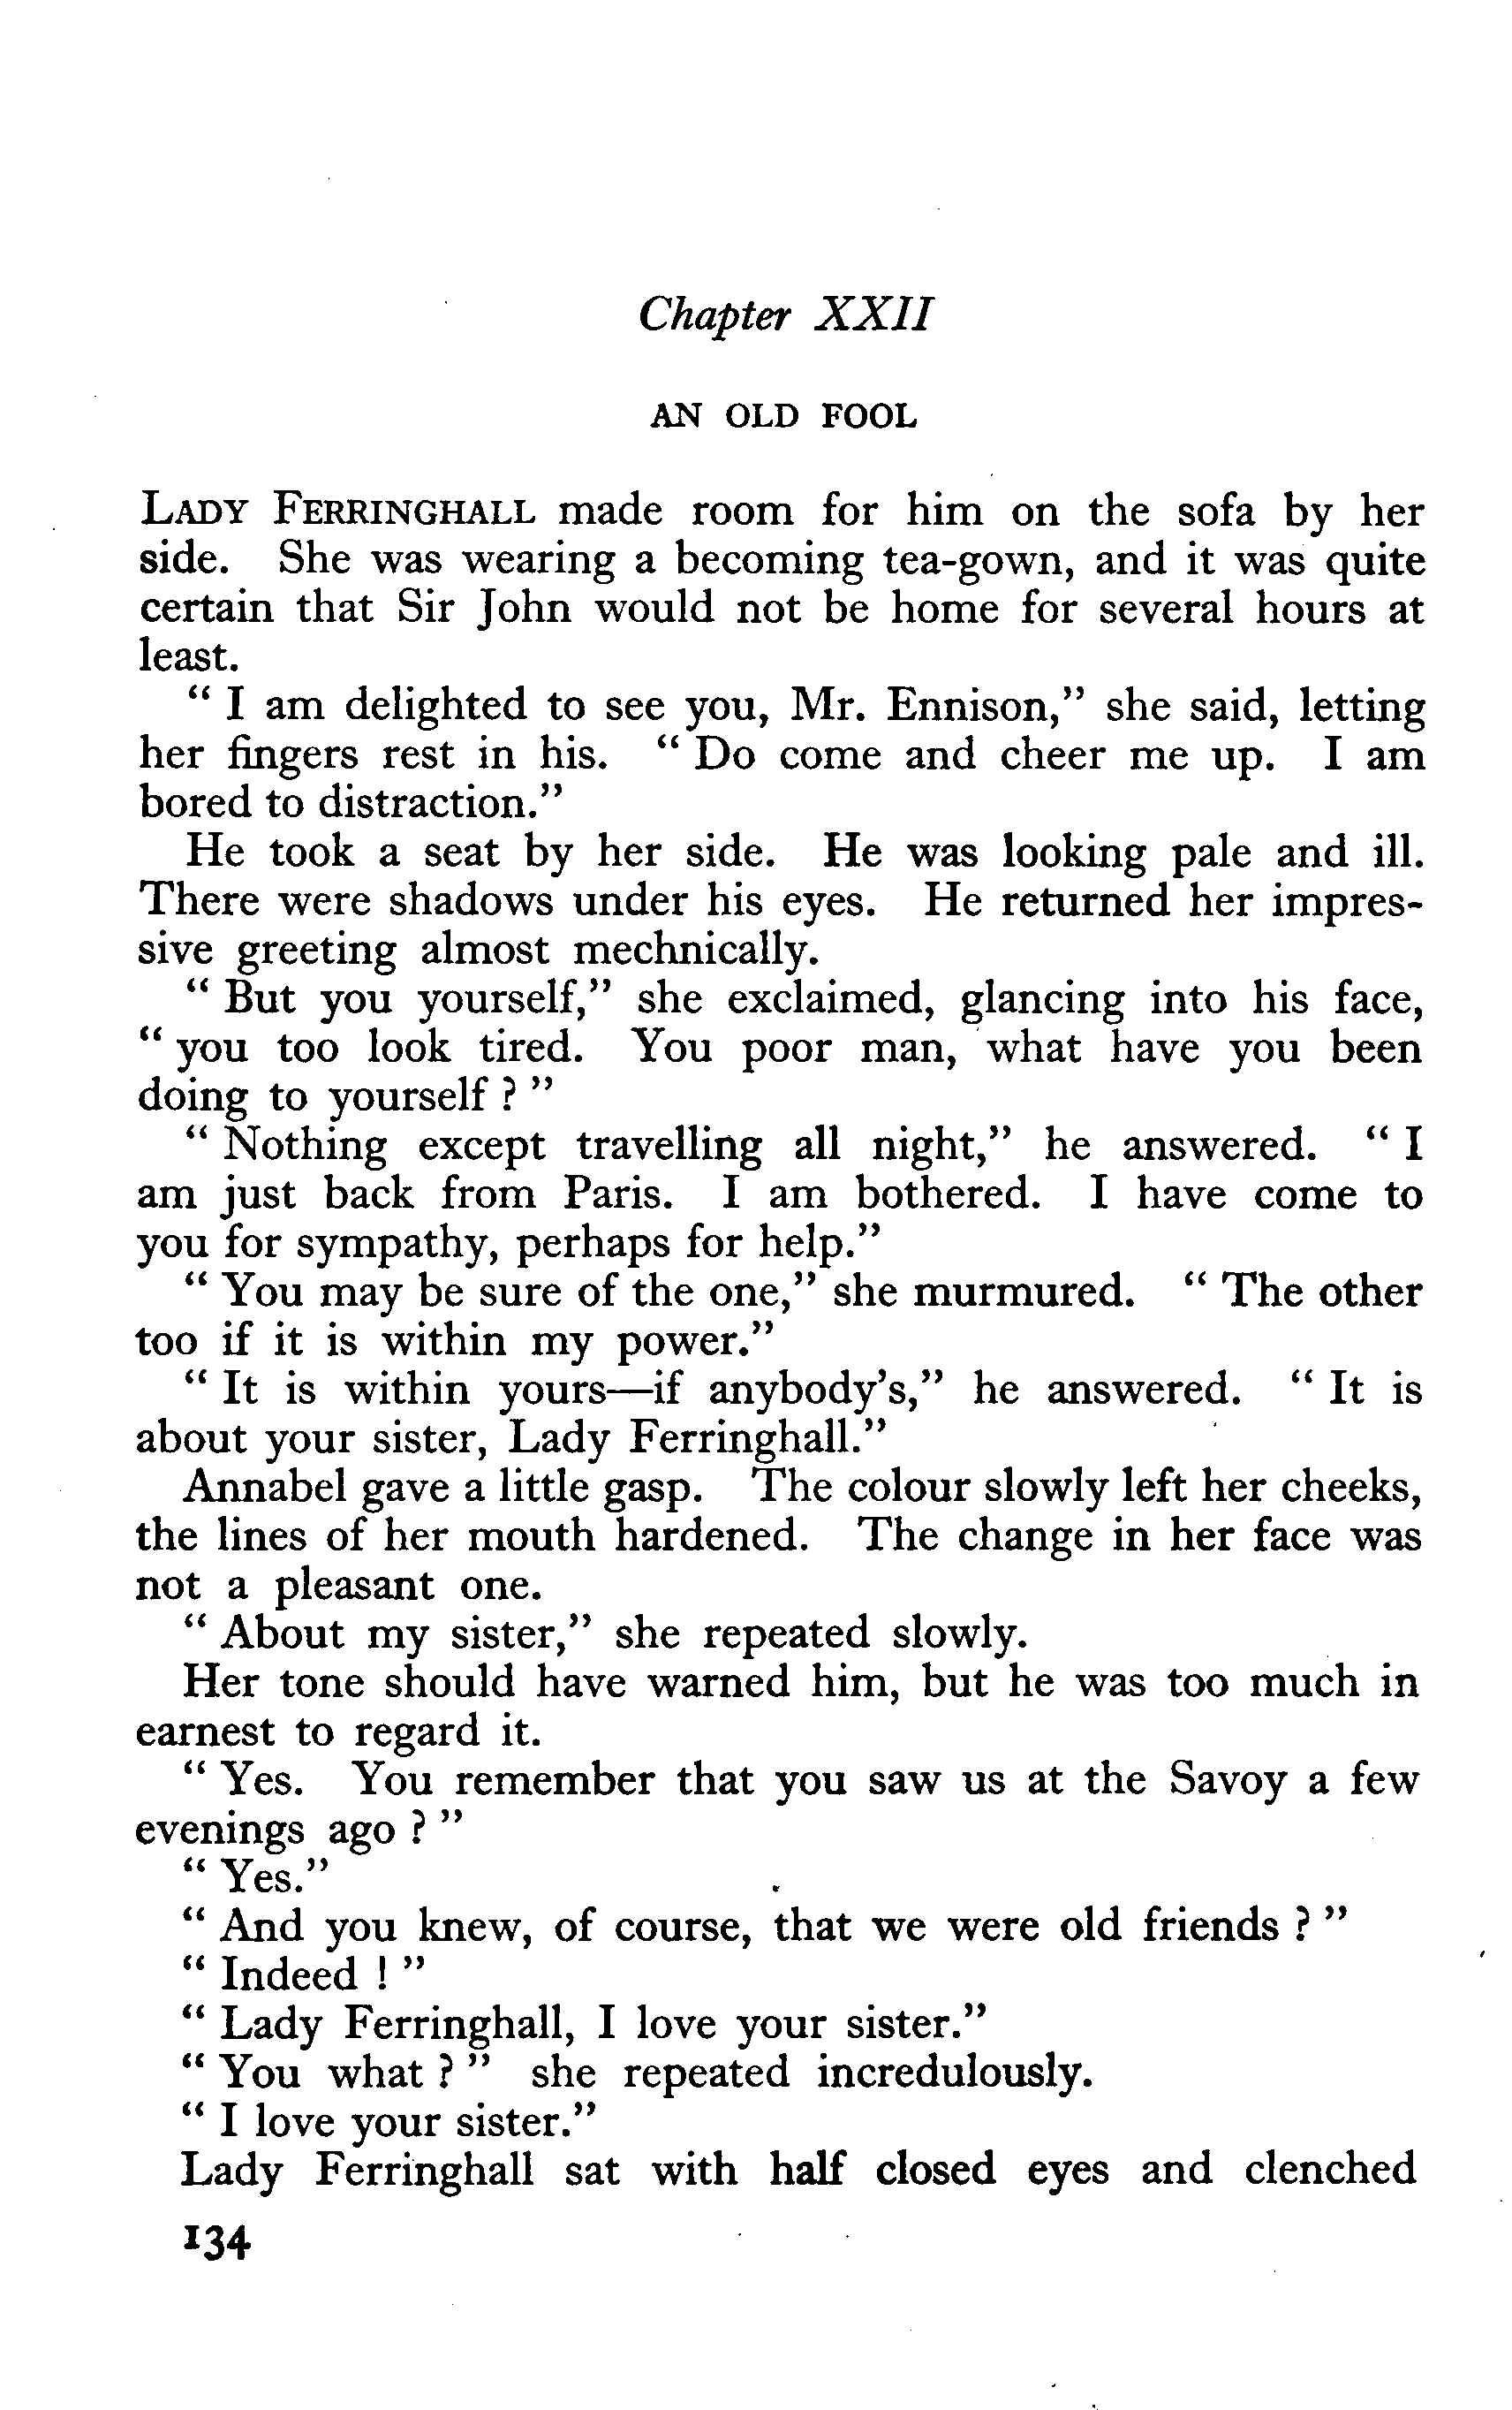 Chapter XXII
AN OLD FOOL
LADY FERRINGHALL made room for him on the sofa by her
side. She was wearing a becoming tea-gown, and it was quite
certain that Sir John would not be home for several hours at
least.
" I am delighted to see you, Mr. Ennison," she said, letting
her fingers rest in his. " Do come and cheer me up. I am
bored to distraction."
He took a seat by her side. He was looking pale and ill.
There were shadows under his eyes. He returned her impres-
sive greeting almost mechnically.
" But you yourself," she exclaimed, glancing into his face,
" you too look tired. You poor man, what have you been
doing to yourself ? "
" Nothing except travelling all night," he answered. " I
am just back from Paris. I am bothered. I have come to
you for sympathy, perhaps for help."
" You may be sure of the one," she murmured. " The other
too if it is within my power."
" It is within yours—if anybody's," he answered. " It is
about your sister, Lady Ferringhall."
Annabel gave a little gasp. The colour slowly left her cheeks,
the lines of her mouth hardened. The change in her face was
not a pleasant one.
" About my sister," she repeated slowly.
Her tone should have warned him, but he was too much in
earnest to regard it.
" Yes. You remember that you saw us at the Savoy a few
evenings ago ? "
" Yes."
" And you knew, of course, that we were old friends ? "
" Indeed ! "
" Lady Ferringhall, I love your sister."
" You what ? " she repeated incredulously.
" I love your sister."
Lady Ferringhall sat with half closed eyes and clenched
134